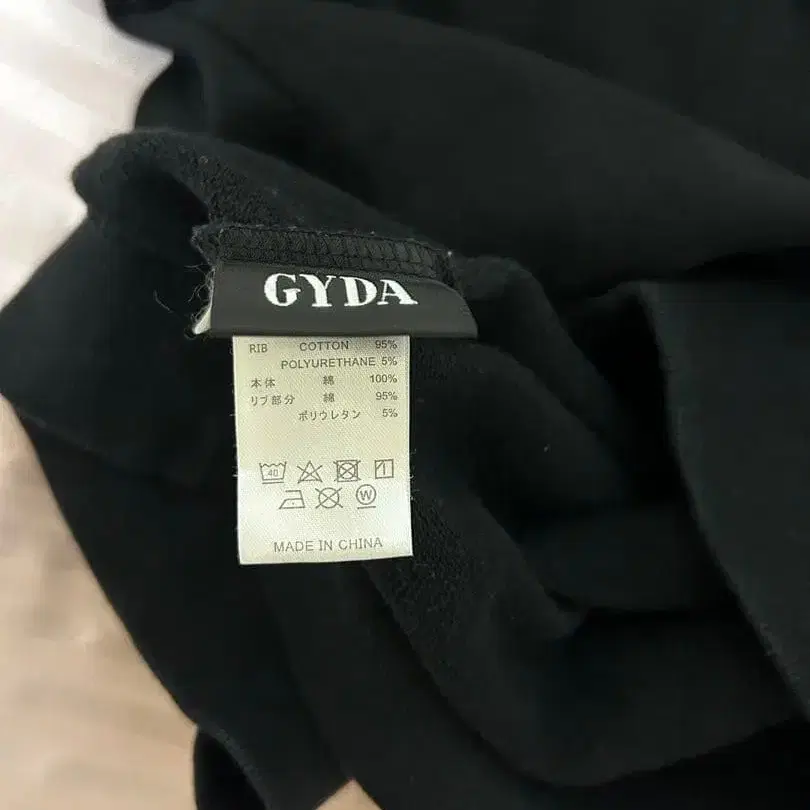 GYDA
RIB COTTON 95%
POLYURETHANE 5%
本体 綿 100%
リブ部分 綿 95%
ポリウレタン 5%
40
W
MADE IN CHINA